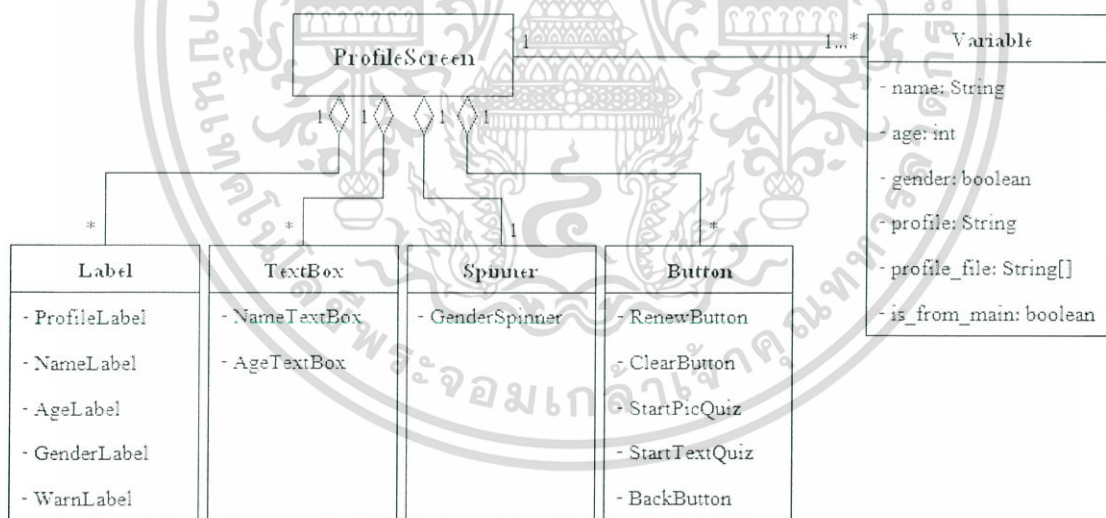 ProfileScreen
1
1...*
Variable
- name: String
- age: int
- gender: boolean
- profile: String
- profile_file: String[]
- is_from_main: boolean
1
1
1
1
*
*
1
*
Label
- ProfileLabel
- NameLabel
- AgeLabel
- GenderLabel
- WarnLabel
TextBox
- NameTextBox
- AgeTextBox
Spinner
- GenderSpinner
Button
- RenewButton
- ClearButton
- StartPicQuiz
- StartTextQuiz
- BackButton